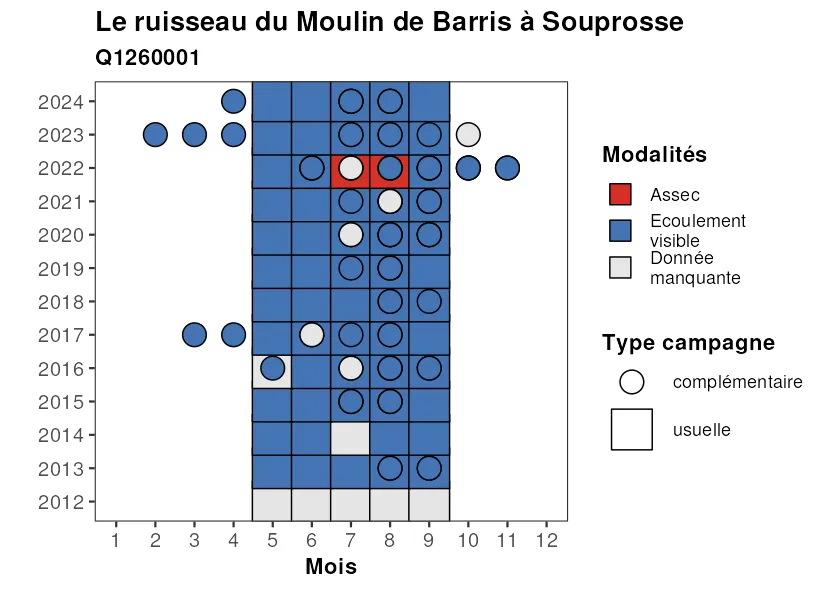 Le ruisseau du Moulin de Barris à Souprosse
Q1260001
2024
2023
2022
2021
2020
2019
2018
2017
2016
2015
2014
2013
2012
1 2 3 4 5 6 7 8 9 10 11 12
Mois
Modalités
Assec
Ecoulement
visible
Donnée
manquante
Type campagne
complémentaire
usuelle